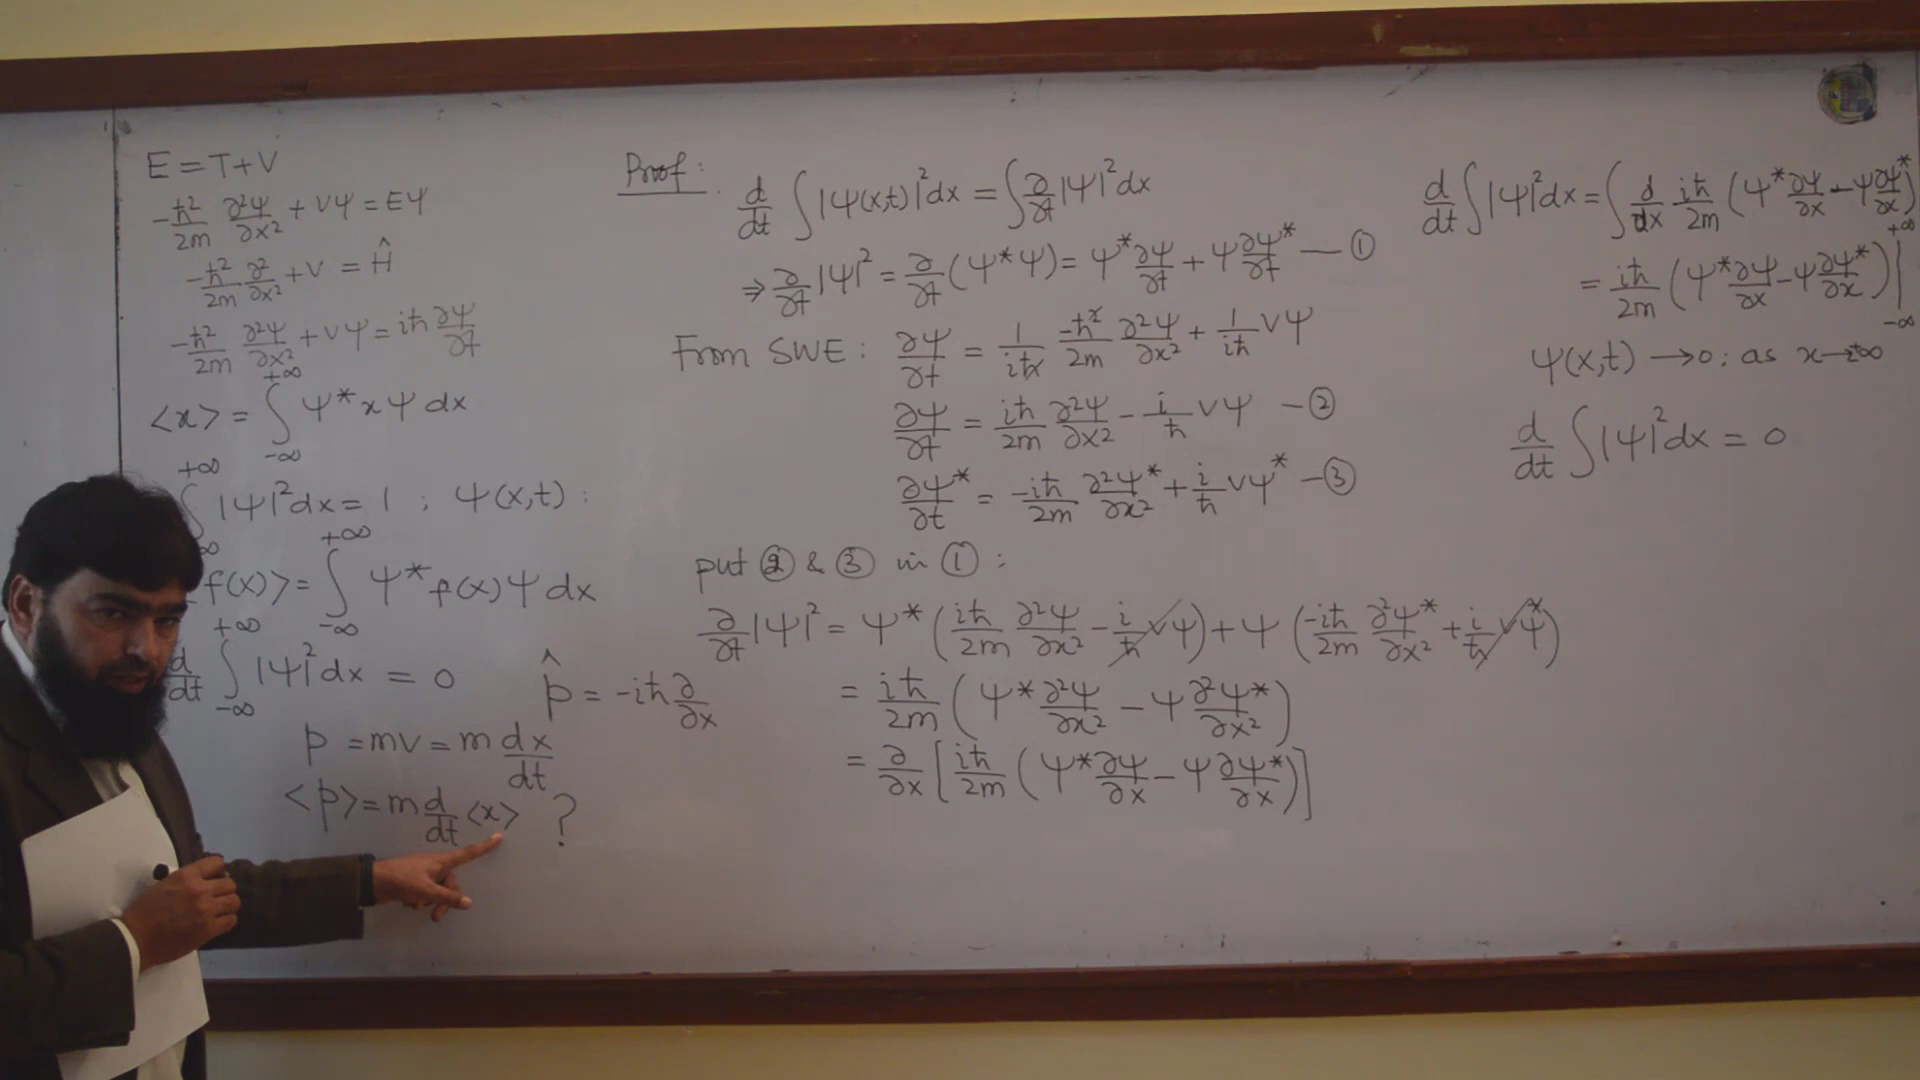 E = T + V
-ħ²/2m ∂²Ψ/∂x² + VΨ = EΨ
-ħ²/2m ∂²/∂x² + V = Ĥ
-ħ²/2m ∂²Ψ/∂x² + VΨ = iħ ∂Ψ/∂t
<x> = ∫_{-∞}^{+∞} Ψ* x Ψ dx
∫^{+∞} |Ψ|² dx = 1 ; Ψ(x,t) :
f(x)> = ∫_{-∞}^{+∞} Ψ* f(x) Ψ dx
d/dt ∫_{-∞}^{+∞} |Ψ|² dx = 0
p̂ = -iħ ∂/∂x
p = mv = m dx/dt
<p> = m d/dt <x> ?
Proof :
d/dt ∫ |Ψ(x,t)|² dx = ∫ ∂/∂t |Ψ|² dx
⇒ ∂/∂t |Ψ|² = ∂/∂t (Ψ*Ψ) = Ψ* ∂Ψ/∂t + Ψ ∂Ψ*/∂t — ①
From SWE : ∂Ψ/∂t = 1/iħ -ħ²/2m ∂²Ψ/∂x² + 1/iħ VΨ
∂Ψ/∂t = iħ/2m ∂²Ψ/∂x² - i/ħ VΨ — ②
∂Ψ*/∂t = -iħ/2m ∂²Ψ*/∂x² + i/ħ VΨ* — ③
put ② & ③ in ① :
∂/∂t |Ψ|² = Ψ* (iħ/2m ∂²Ψ/∂x² - i/ħ VΨ) + Ψ (-iħ/2m ∂²Ψ*/∂x² + i/ħ VΨ*)
= iħ/2m (Ψ* ∂²Ψ/∂x² - Ψ ∂²Ψ*/∂x²)
= ∂/∂x [iħ/2m (Ψ* ∂Ψ/∂x - Ψ ∂Ψ*/∂x)]
d/dt ∫ |Ψ|² dx = ∫ d/dx iħ/2m (Ψ* ∂Ψ/∂x - Ψ ∂Ψ*/∂x)
= iħ/2m (Ψ* ∂Ψ/∂x - Ψ ∂Ψ*/∂x) |_{-∞}^{+∞}
Ψ(x,t) → 0 : as x → ±∞
d/dt ∫ |Ψ|² dx = 0